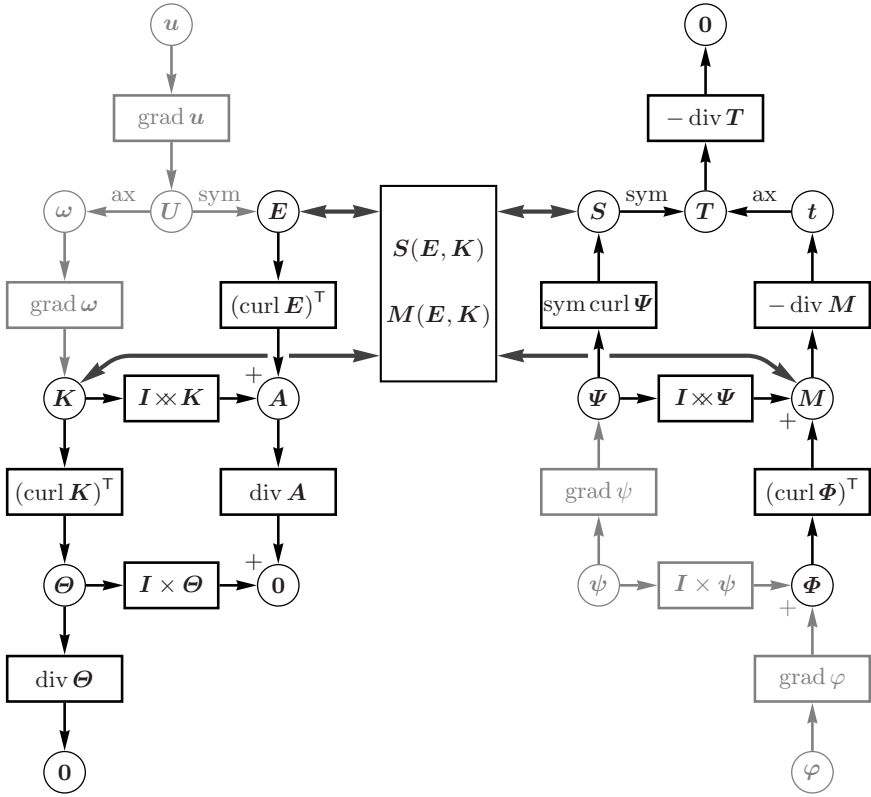 u 0
grad u − div T
ax sym sym ax
ω U E S T t
S(E, K)
grad ω (curl E)ᵀ M(E, K) sym curl Ψ − div M
+
K I ×× K A Ψ I ×× Ψ M
+
(curl K)ᵀ div A grad ψ (curl Φ)ᵀ
+
Θ I × Θ 0 ψ I × ψ Φ
+
div Θ grad φ
0 φ